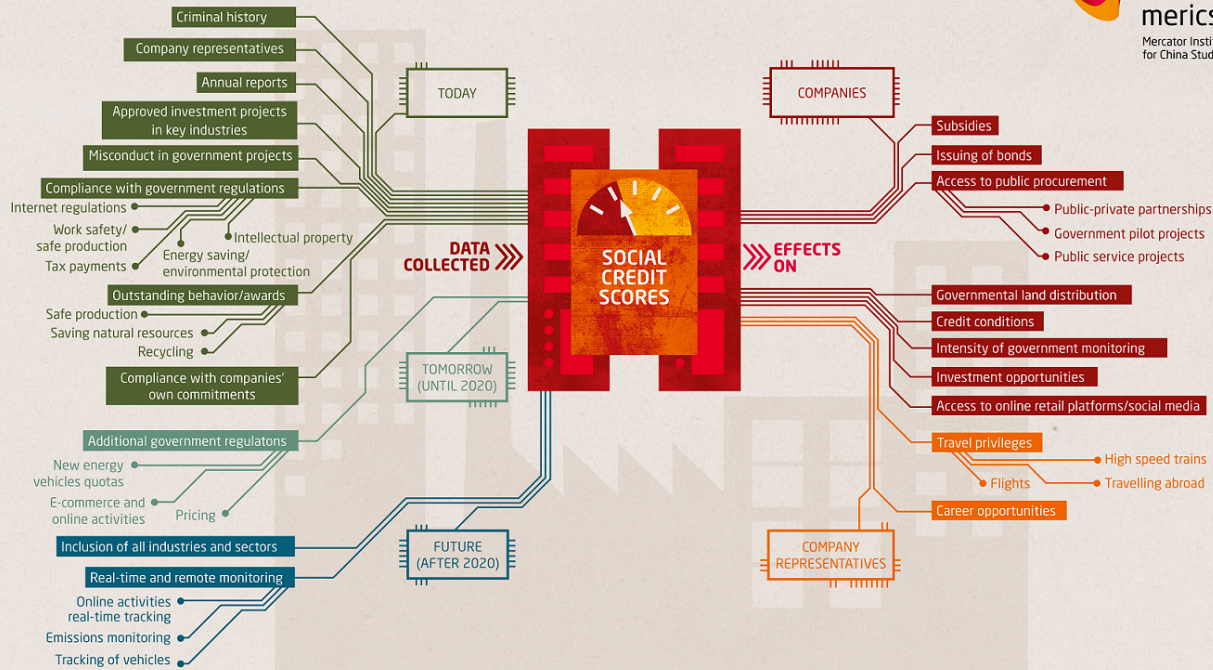 merics
Mercator Insti
for China Stud
Criminal history
Company representatives
Annual reports
Approved investment projects
in key industries
Misconduct in government projects
Compliance with government regulations
Internet regulations
Work safety/
safe production
Tax payments
Energy saving/
environmental protection
Intellectual property
Outstanding behavior/awards
Safe production
Saving natural resources
Recycling
Compliance with companies'
own commitments
Additional government regulatons
New energy
vehicles quotas
E-commerce and
online activities
Pricing
Inclusion of all industries and sectors
Real-time and remote monitoring
Online activities
real-time tracking
Emissions monitoring
Tracking of vehicles
TODAY
TOMORROW
(UNTIL 2020)
FUTURE
(AFTER 2020)
DATA
COLLECTED
SOCIAL
CREDIT
SCORES
EFFECTS
ON
COMPANIES
Subsidies
Issuing of bonds
Access to public procurement
Public-private partnerships
Government pilot projects
Public service projects
Governmental land distribution
Credit conditions
Intensity of government monitoring
Investment opportunities
Access to online retail platforms/social media
Travel privileges
High speed trains
Flights
Travelling abroad
Career opportunities
COMPANY
REPRESENTATIVES